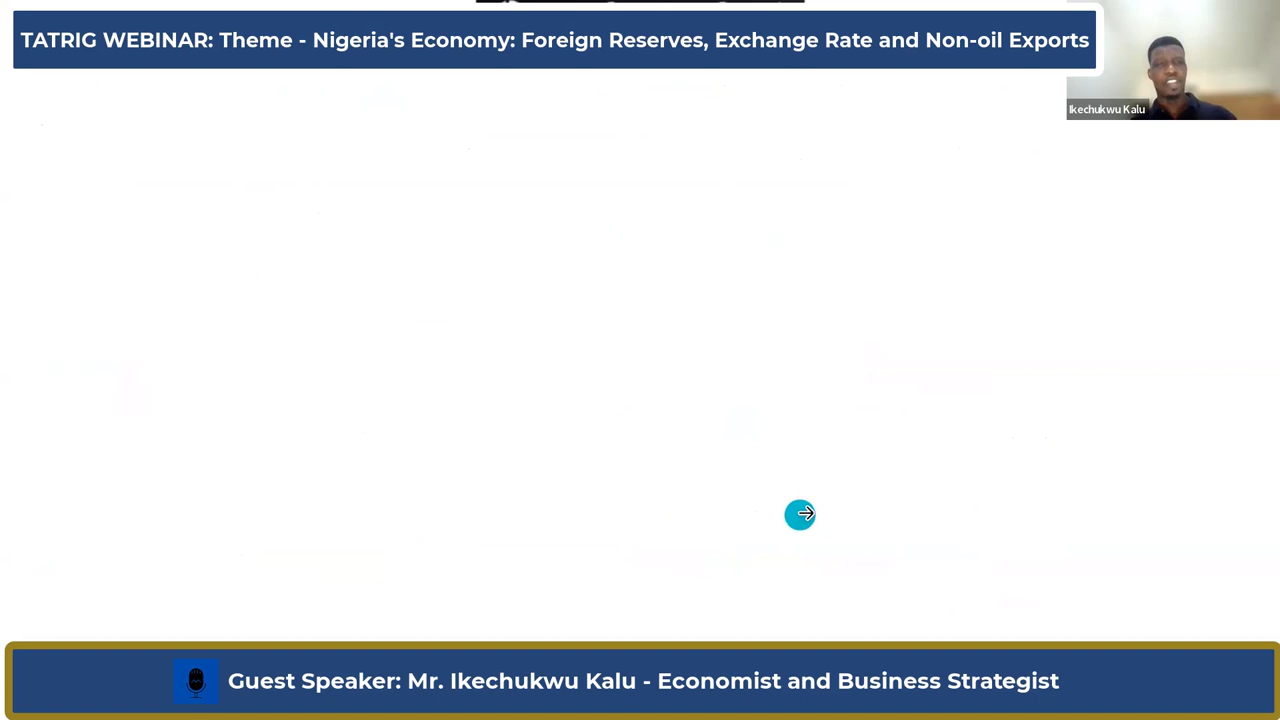 TATRIG WEBINAR: Theme - Nigeria's Economy: Foreign Reserves, Exchange Rate and Non-oil Exports
Ikechukwu Kalu
Guest Speaker: Mr. Ikechukwu Kalu - Economist and Business Strategist